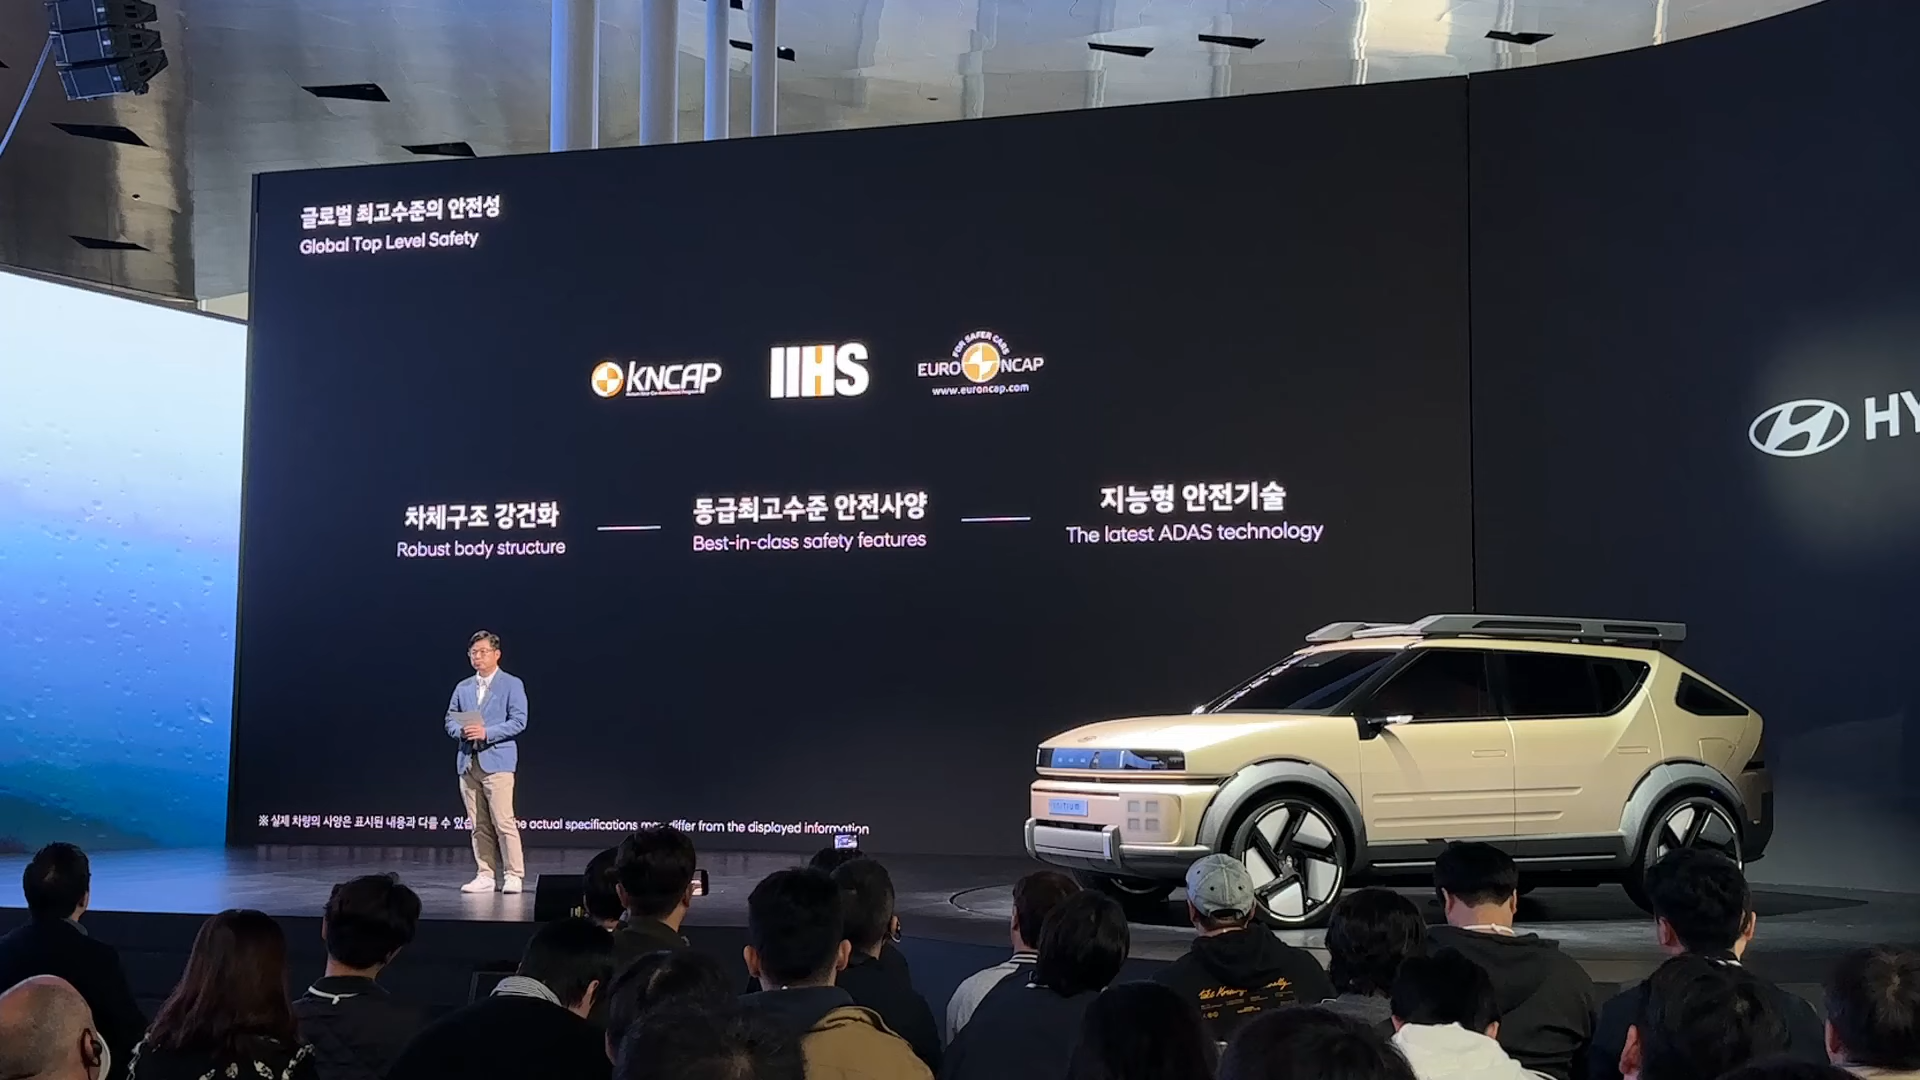 글로벌 최고수준의 안전성
Global Top Level Safety
KNCAP
IIHS
FOR SAFER CARS
EURO NCAP
www.euroncap.com
차체구조 강건화
Robust body structure
동급최고수준 안전사양
Best-in-class safety features
지능형 안전기술
The latest ADAS technology
HY
※ 실제 차량의 사양은 표시된 내용과 다를 수 있습
actual specifications may differ from the displayed information
INITIUM